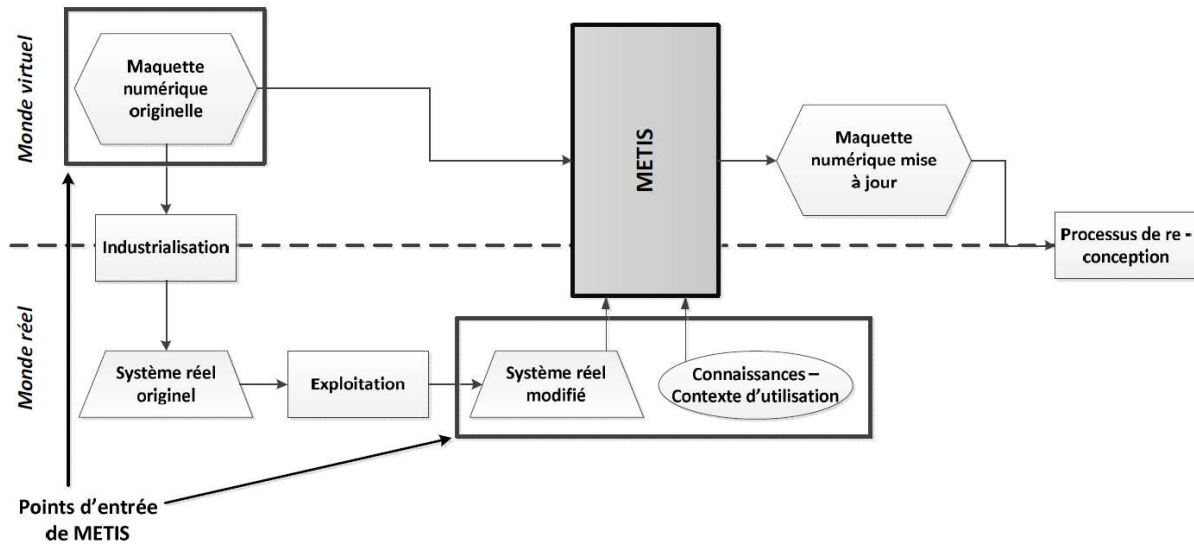 Monde virtuel
Maquette
numérique
originelle
METIS
Maquette
numérique mise
à jour
Industrialisation
Processus de re -
conception
Monde réel
Système réel
originel
Exploitation
Système réel
modifié
Connaissances –
Contexte d'utilisation
Points d'entrée
de METIS